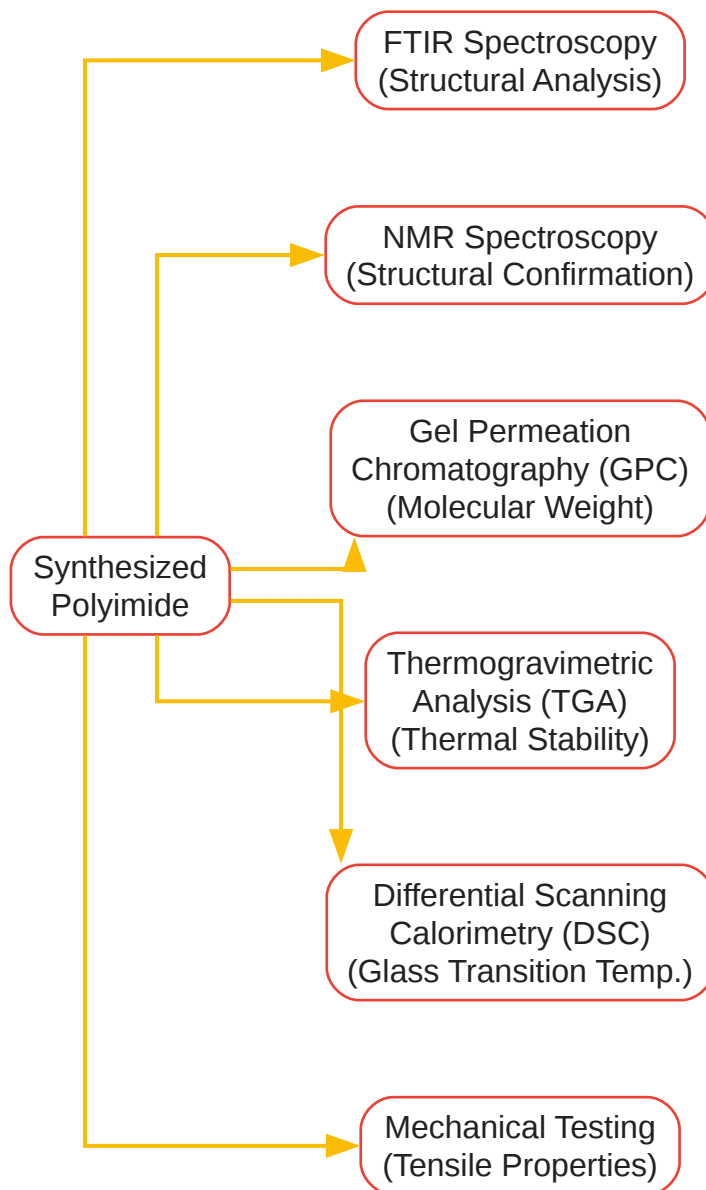 FTIR Spectroscopy
(Structural Analysis)
NMR Spectroscopy
(Structural Confirmation)
Gel Permeation
Chromatography (GPC)
(Molecular Weight)
Synthesized
Polyimide
Thermogravimetric
Analysis (TGA)
(Thermal Stability)
Differential Scanning
Calorimetry (DSC)
(Glass Transition Temp.)
Mechanical Testing
(Tensile Properties)